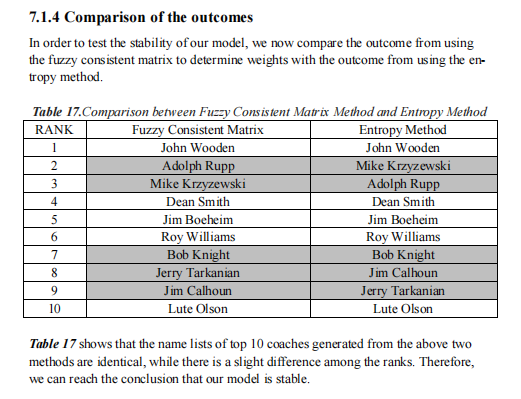 7.1.4 Comparison of the outcomes
In order to test the stability of our model, we now compare the outcome from using
the fuzzy consistent matrix to determine weights with the outcome from using the en-
tropy method.
Table 17.Comparison between Fuzzy Consistent Matrix Method and Entropy Method
RANK Fuzzy Consistent Matrix Entropy Method
1 John Wooden John Wooden
2 Adolph Rupp Mike Krzyzewski
3 Mike Krzyzewski Adolph Rupp
4 Dean Smith Dean Smith
5 Jim Boeheim Jim Boeheim
6 Roy Williams Roy Williams
7 Bob Knight Bob Knight
8 Jerry Tarkanian Jim Calhoun
9 Jim Calhoun Jerry Tarkanian
10 Lute Olson Lute Olson
Table 17 shows that the name lists of top 10 coaches generated from the above two
methods are identical, while there is a slight difference among the ranks. Therefore,
we can reach the conclusion that our model is stable.